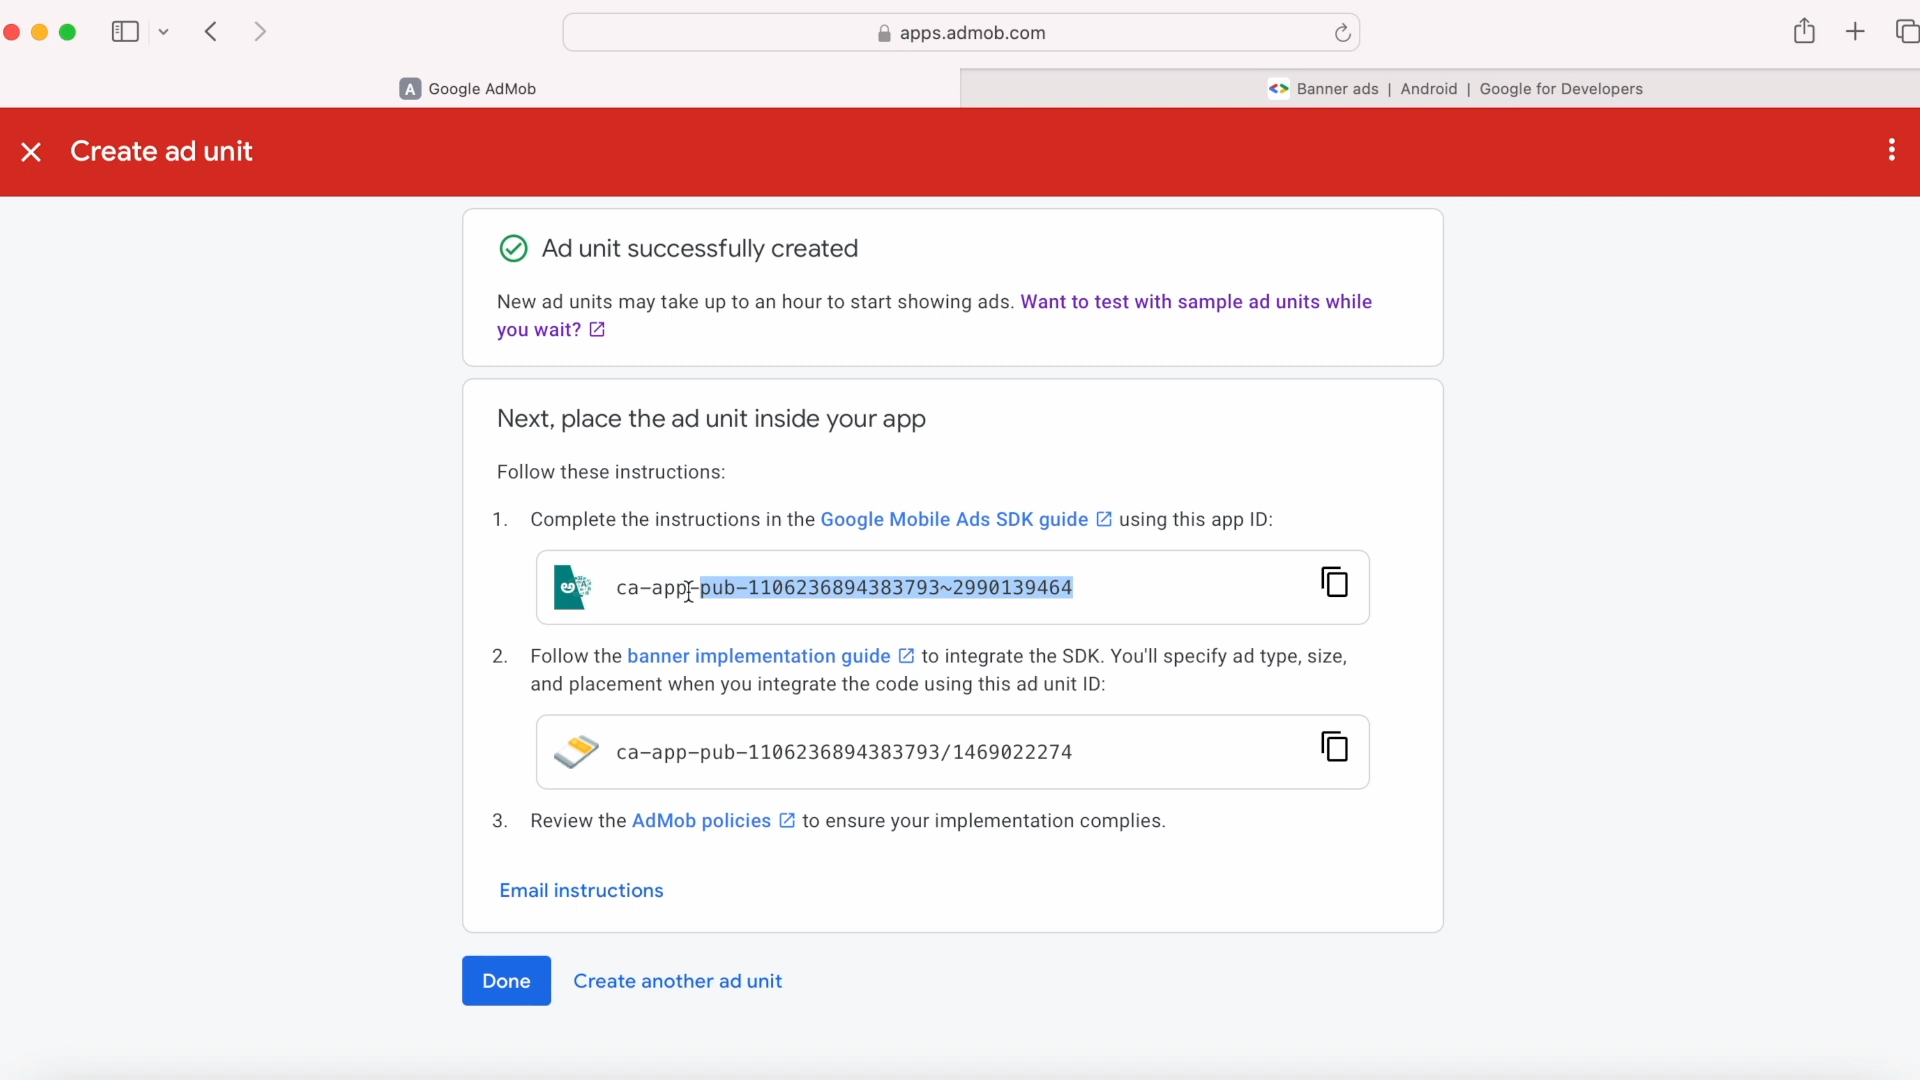 apps.admob.com
A Google AdMob
Banner ads | Android | Google for Developers
Create ad unit
Ad unit successfully created
New ad units may take up to an hour to start showing ads. Want to test with sample ad units while
you wait?
Next, place the ad unit inside your app
Follow these instructions:
1. Complete the instructions in the Google Mobile Ads SDK guide using this app ID:
ca-app-pub-1106236894383793~2990139464
2. Follow the banner implementation guide to integrate the SDK. You'll specify ad type, size,
and placement when you integrate the code using this ad unit ID:
ca-app-pub-1106236894383793/1469022274
3. Review the AdMob policies to ensure your implementation complies.
Email instructions
Done
Create another ad unit